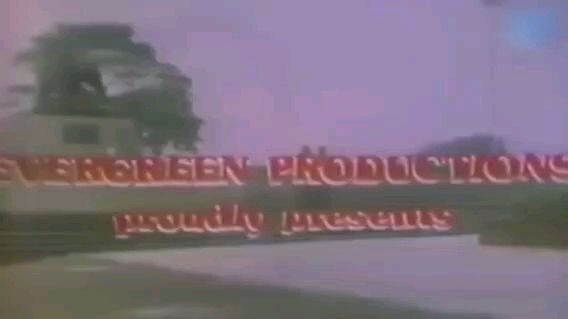 EVERGREEN PRODUCTIONS
proudly presents